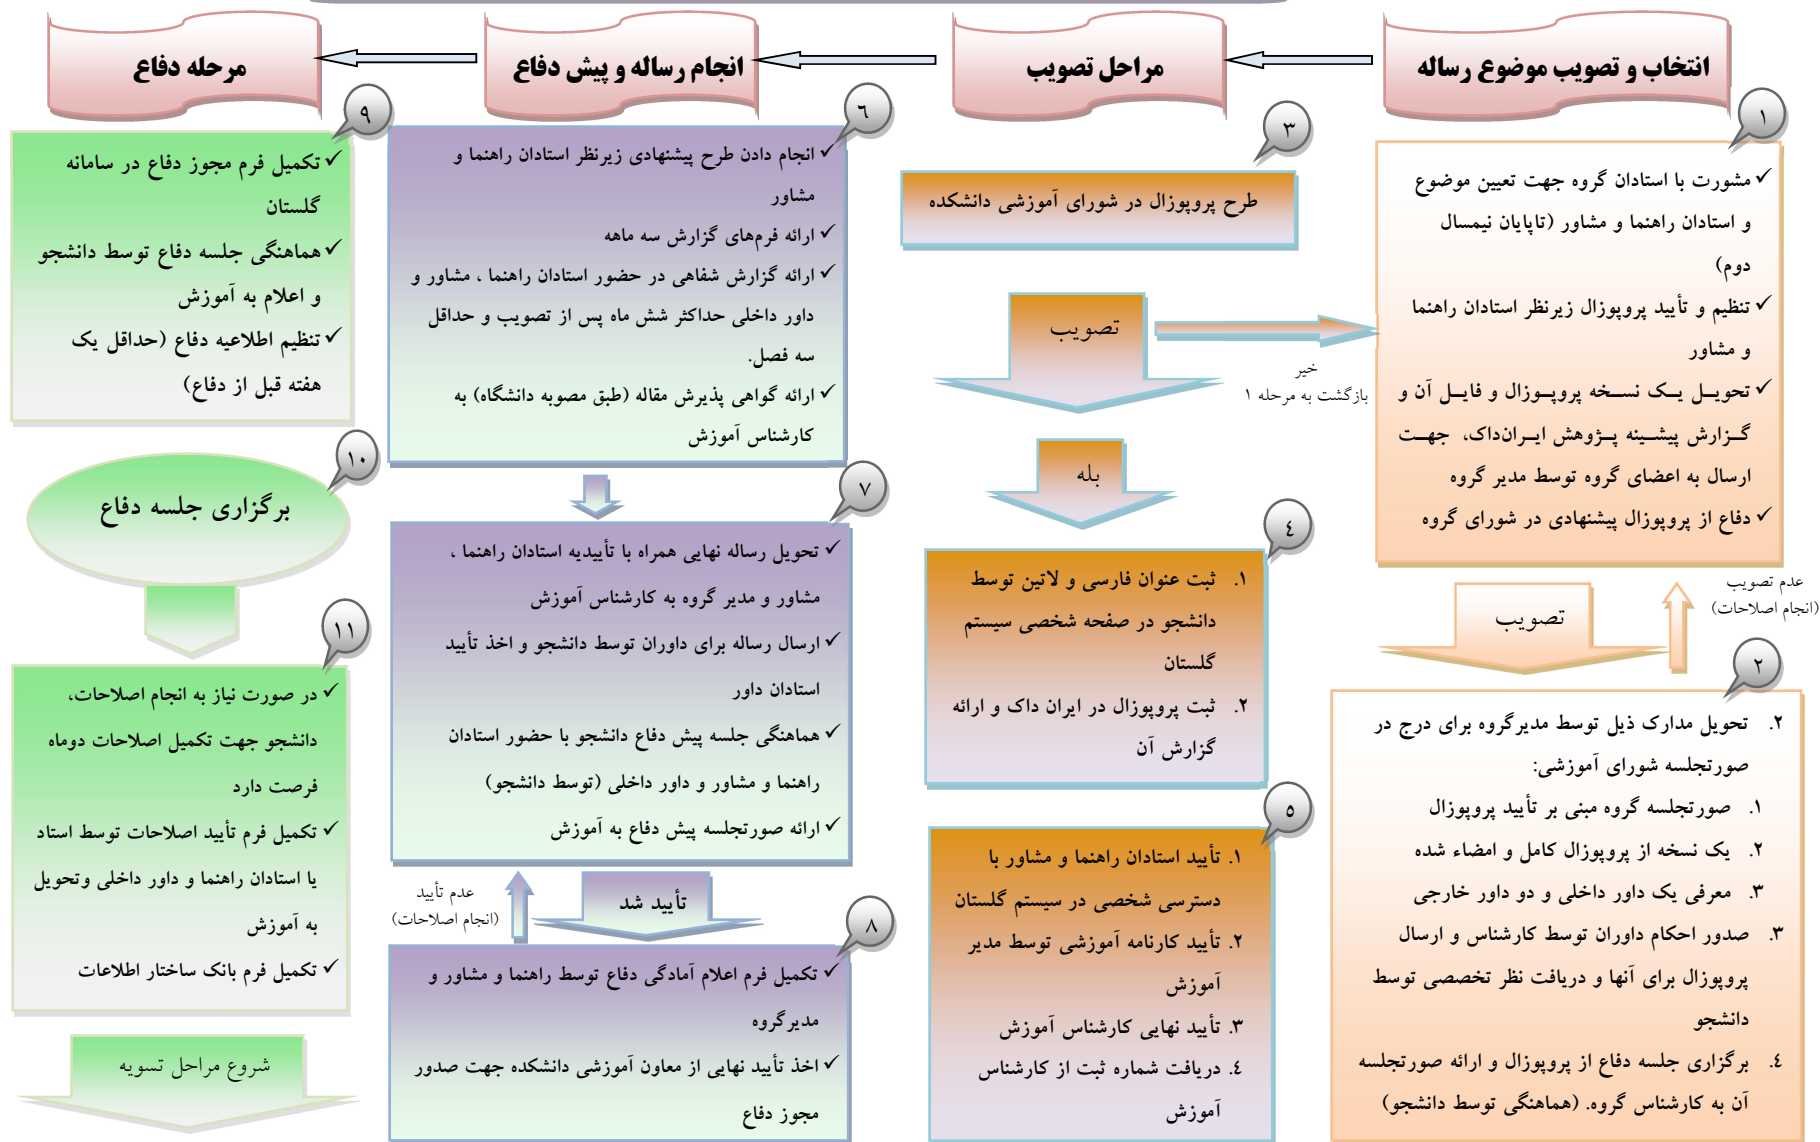 انتخاب و تصویب موضوع رساله
مراحل تصویب
انجام رساله و پیش دفاع
مرحله دفاع
۱
✓ مشورت با استادان گروه جهت تعیین موضوع
و استادان راهنما و مشاور (تاپایان نیمسال
دوم)
✓ تنظیم و تأیید پروپوزال زیرنظر استادان راهنما
و مشاور
✓ تحویــل یــک نســخه پروپــوزال و فایــل آن و
گــزارش پیشــینه پــژوهش ایــران‌داک، جهــت
ارسال به اعضای گروه توسط مدیر گروه
✓ دفاع از پروپوزال پیشنهادی در شورای گروه
عدم تصویب
(انجام اصلاحات)
تصویب
۲
۲. تحویل مدارک ذیل توسط مدیرگروه برای درج در
صورتجلسه شورای آموزشی:
۱. صورتجلسه گروه مبنی بر تأیید پروپوزال
۲. یک نسخه از پروپوزال کامل و امضاء شده
۳. معرفی یک داور داخلی و دو داور خارجی
۳. صدور احکام داوران توسط کارشناس و ارسال
پروپوزال برای آنها و دریافت نظر تخصصی توسط
دانشجو
٤. برگزاری جلسه دفاع از پروپوزال و ارائه صورتجلسه
آن به کارشناس گروه. (هماهنگی توسط دانشجو)
۳
طرح پروپوزال در شورای آموزشی دانشکده
تصویب
خیر
بازگشت به مرحله ۱
بله
٤
۱. ثبت عنوان فارسی و لاتین توسط
دانشجو در صفحه شخصی سیستم
گلستان
۲. ثبت پروپوزال در ایران داک و ارائه
گزارش آن
٥
۱. تأیید استادان راهنما و مشاور با
دسترسی شخصی در سیستم گلستان
۲. تأیید کارنامه آموزشی توسط مدیر
آموزش
۳. تأیید نهایی کارشناس آموزش
٤. دریافت شماره ثبت از کارشناس
آموزش
٦
✓ انجام دادن طرح پیشنهادی زیرنظر استادان راهنما و
مشاور
✓ ارائه فرم‌های گزارش سه ماهه
✓ ارائه گزارش شفاهی در حضور استادان راهنما ، مشاور و
داور داخلی حداکثر شش ماه پس از تصویب و حداقل
سه فصل.
✓ ارائه گواهی پذیرش مقاله (طبق مصوبه دانشگاه) به
کارشناس آموزش
۷
✓ تحویل رساله نهایی همراه با تأییدیه استادان راهنما ،
مشاور و مدیر گروه به کارشناس آموزش
✓ ارسال رساله برای داوران توسط دانشجو و اخذ تأیید
استادان داور
✓ هماهنگی جلسه پیش دفاع دانشجو با حضور استادان
راهنما و مشاور و داور داخلی (توسط دانشجو)
✓ ارائه صورتجلسه پیش دفاع به آموزش
عدم تأیید
(انجام اصلاحات)
تأیید شد
۸
✓ تکمیل فرم اعلام آمادگی دفاع توسط راهنما و مشاور و
مدیرگروه
✓ اخذ تأیید نهایی از معاون آموزشی دانشکده جهت صدور
مجوز دفاع
۹
✓ تکمیل فرم مجوز دفاع در سامانه
گلستان
✓ هماهنگی جلسه دفاع توسط دانشجو
و اعلام به آموزش
✓ تنظیم اطلاعیه دفاع (حداقل یک
هفته قبل از دفاع)
۱۰
برگزاری جلسه دفاع
۱۱
✓ در صورت نیاز به انجام اصلاحات،
دانشجو جهت تکمیل اصلاحات دوماه
فرصت دارد
✓ تکمیل فرم تأیید اصلاحات توسط استاد
یا استادان راهنما و داور داخلی وتحویل
به آموزش
✓ تکمیل فرم بانک ساختار اطلاعات
شروع مراحل تسویه